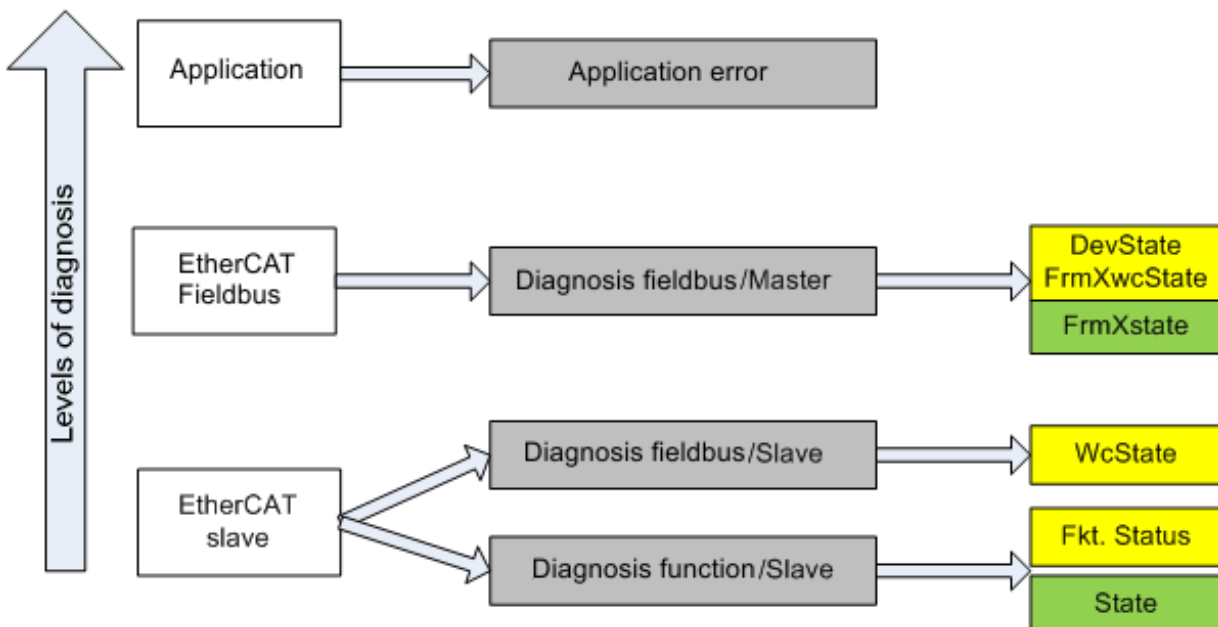 Levels of diagnosis
Application
Application error
EtherCAT
Fieldbus
Diagnosis fieldbus/Master
DevState
FrmXwcState
FrmXstate
EtherCAT
slave
Diagnosis fieldbus/Slave
WcState
Diagnosis function/Slave
Fkt. Status
State